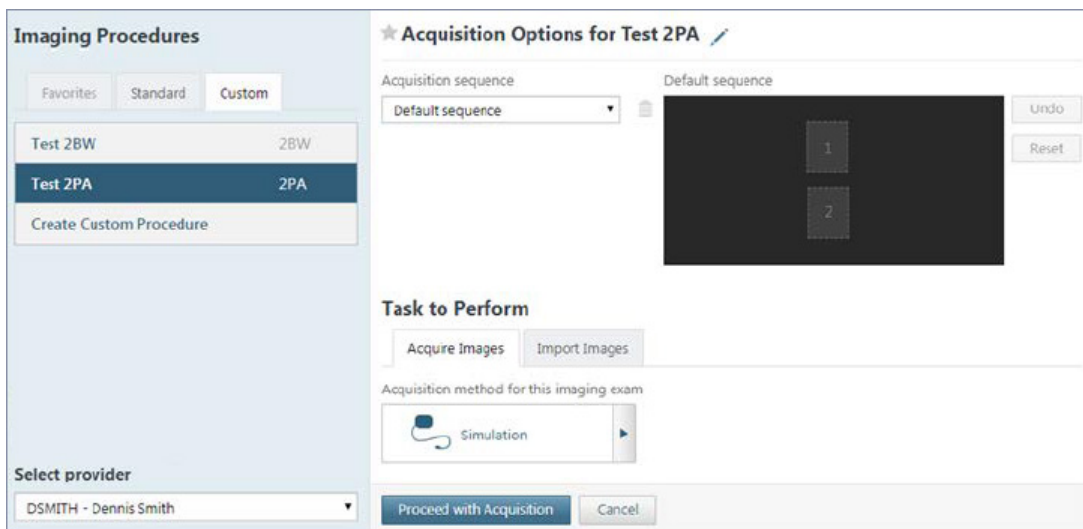 Imaging Procedures
Favorites Standard Custom
Test 2BW 2BW
Test 2PA 2PA
Create Custom Procedure
Select provider
DSMITH - Dennis Smith
Acquisition Options for Test 2PA
Acquisition sequence
Default sequence
Default sequence
1
2
Undo
Reset
Task to Perform
Acquire Images Import Images
Acquisition method for this imaging exam
Simulation
Proceed with Acquisition Cancel